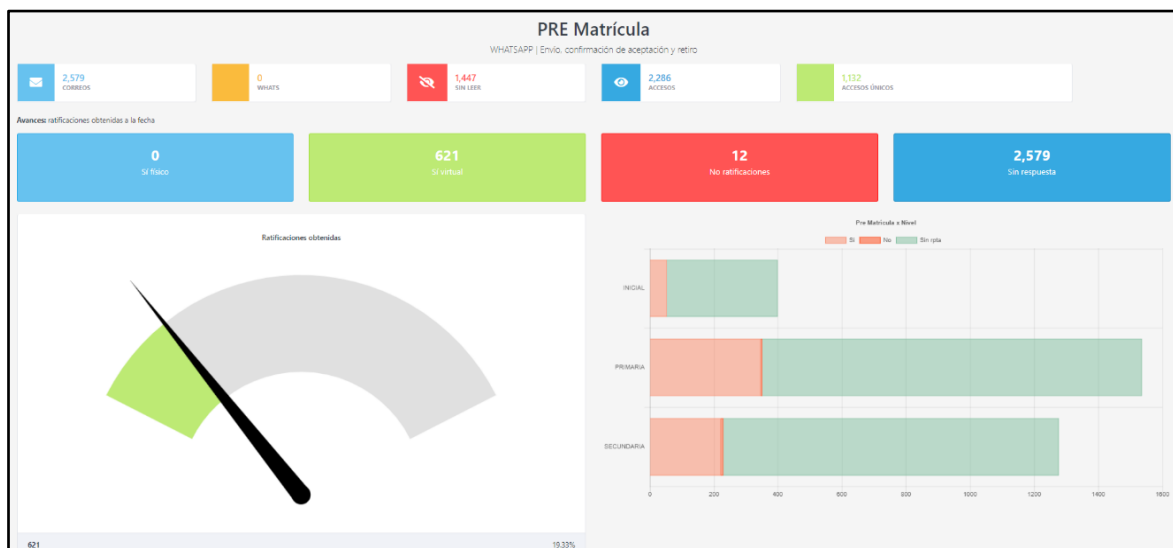 PRE Matrícula
WHATSAPP | Envío, confirmación de aceptación y retiro
2,579
CORREOS
0
WHATS
1,447
SIN LEER
2,286
ACCESOS
1,132
ACCESOS ÚNICOS
Avances: ratificaciones obtenidas a la fecha
0
Sí físico
621
Sí virtual
12
No ratificaciones
2,579
Sin respuesta
Ratificaciones obtenidas
621 19.33%
Pre Matrícula x Nivel
Si No Sin rpta
INICIAL
PRIMARIA
SECUNDARIA
0 200 400 600 800 1000 1200 1400 1600